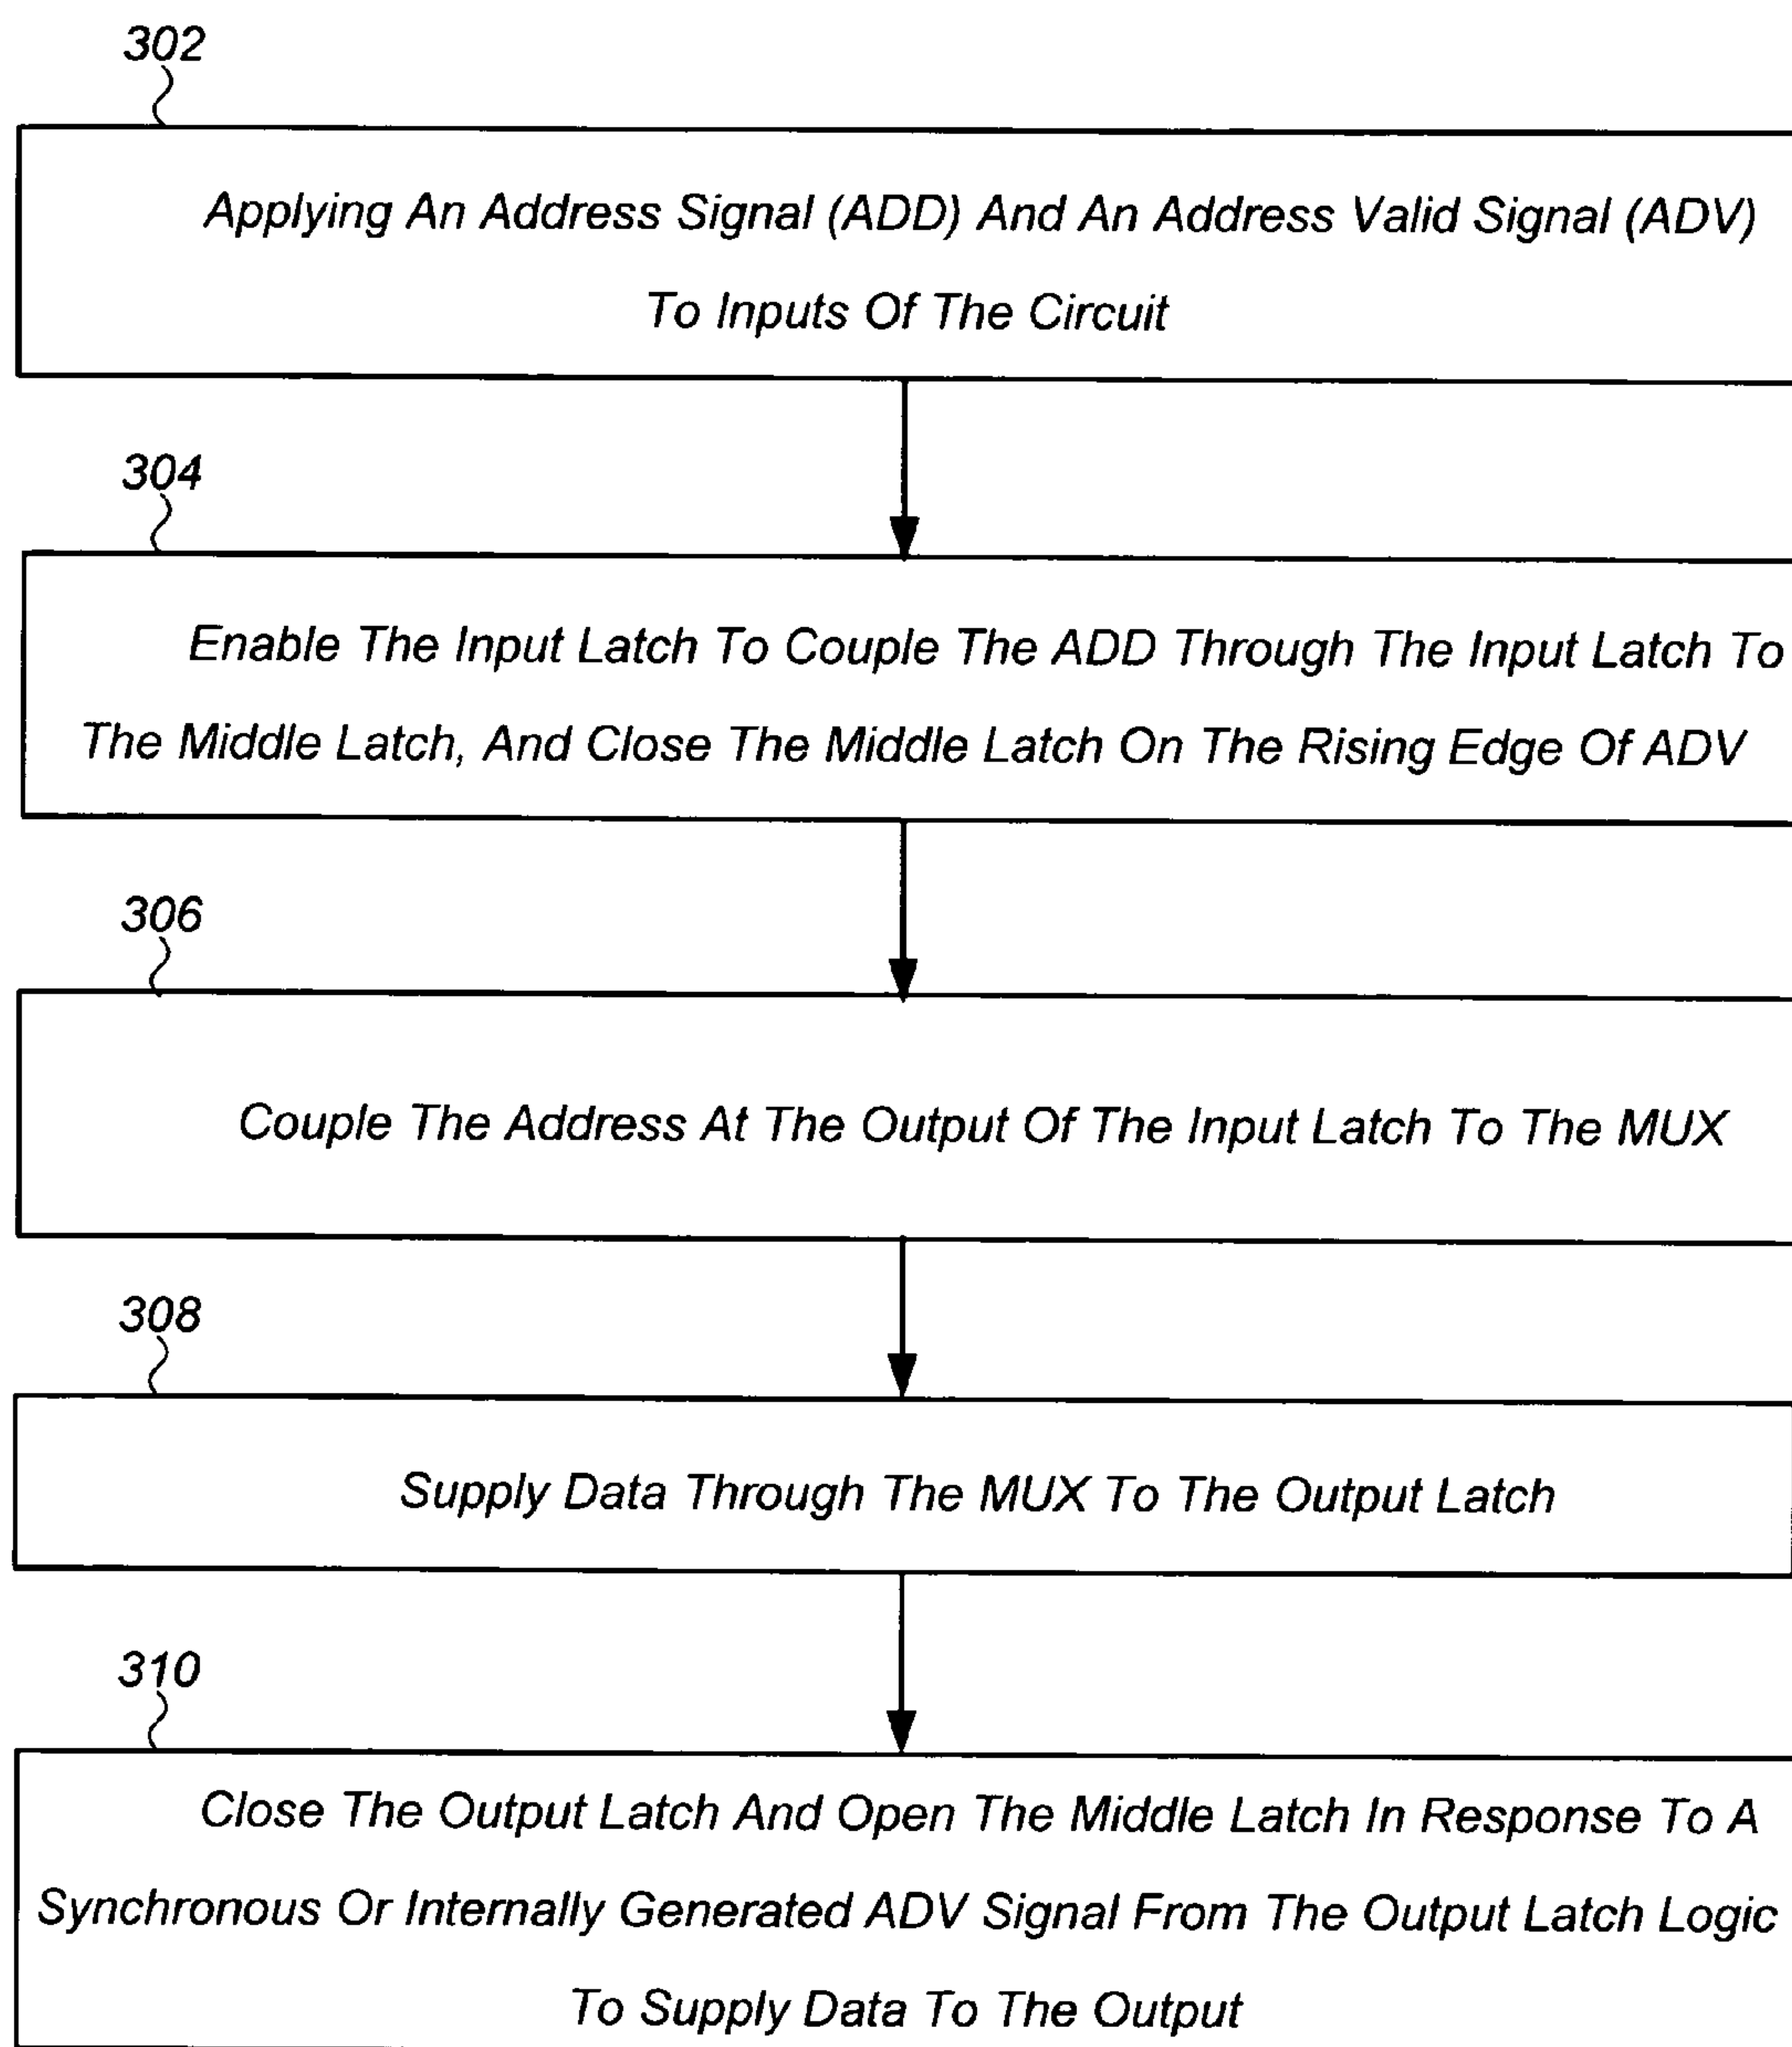 302
Applying An Address Signal (ADD) And An Address Valid Signal (ADV)
To Inputs Of The Circuit
304
Enable The Input Latch To Couple The ADD Through The Input Latch To
The Middle Latch, And Close The Middle Latch On The Rising Edge Of ADV
306
Couple The Address At The Output Of The Input Latch To The MUX
308
Supply Data Through The MUX To The Output Latch
310
Close The Output Latch And Open The Middle Latch In Response To A
Synchronous Or Internally Generated ADV Signal From The Output Latch Logic
To Supply Data To The Output